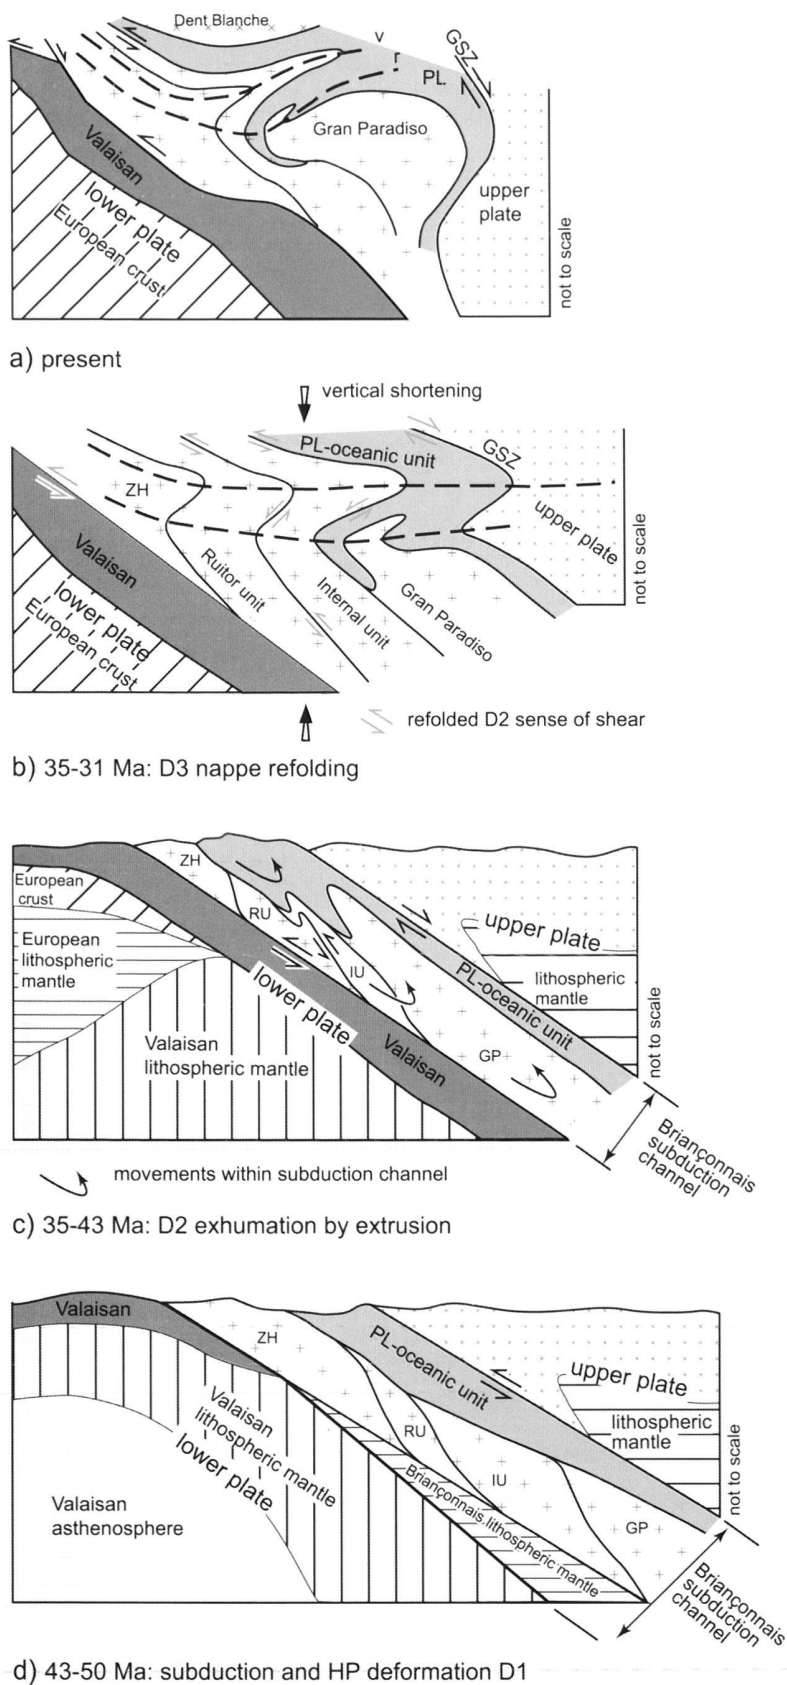 Dent Blanche
v
r
GSZ
PL
Gran Paradiso
Valaisan
lower plate
European crust
upper
plate
not to scale
a) present
vertical shortening
PL-oceanic unit
GSZ
ZH
upper plate
Valaisan
Ruitor unit
Internal unit
Gran Paradiso
lower plate
European crust
not to scale
refolded D2 sense of shear
b) 35-31 Ma: D3 nappe refolding
ZH
European
crust
RU
upper plate
European
lithospheric
mantle
IU
lithospheric
mantle
lower plate
PL-oceanic unit
Valaisan
lithospheric mantle
Valaisan
GP
not to scale
Briançonnais
subduction
channel
movements within subduction channel
c) 35-43 Ma: D2 exhumation by extrusion
Valaisan
ZH
PL-oceanic unit
upper plate
Valaisan
lithospheric mantle
lower plate
RU
lithospheric
mantle
IU
Briançonnais lithospheric mantle
Valaisan
asthenosphere
GP
not to scale
Briançonnais
subduction
channel
d) 43-50 Ma: subduction and HP deformation D1